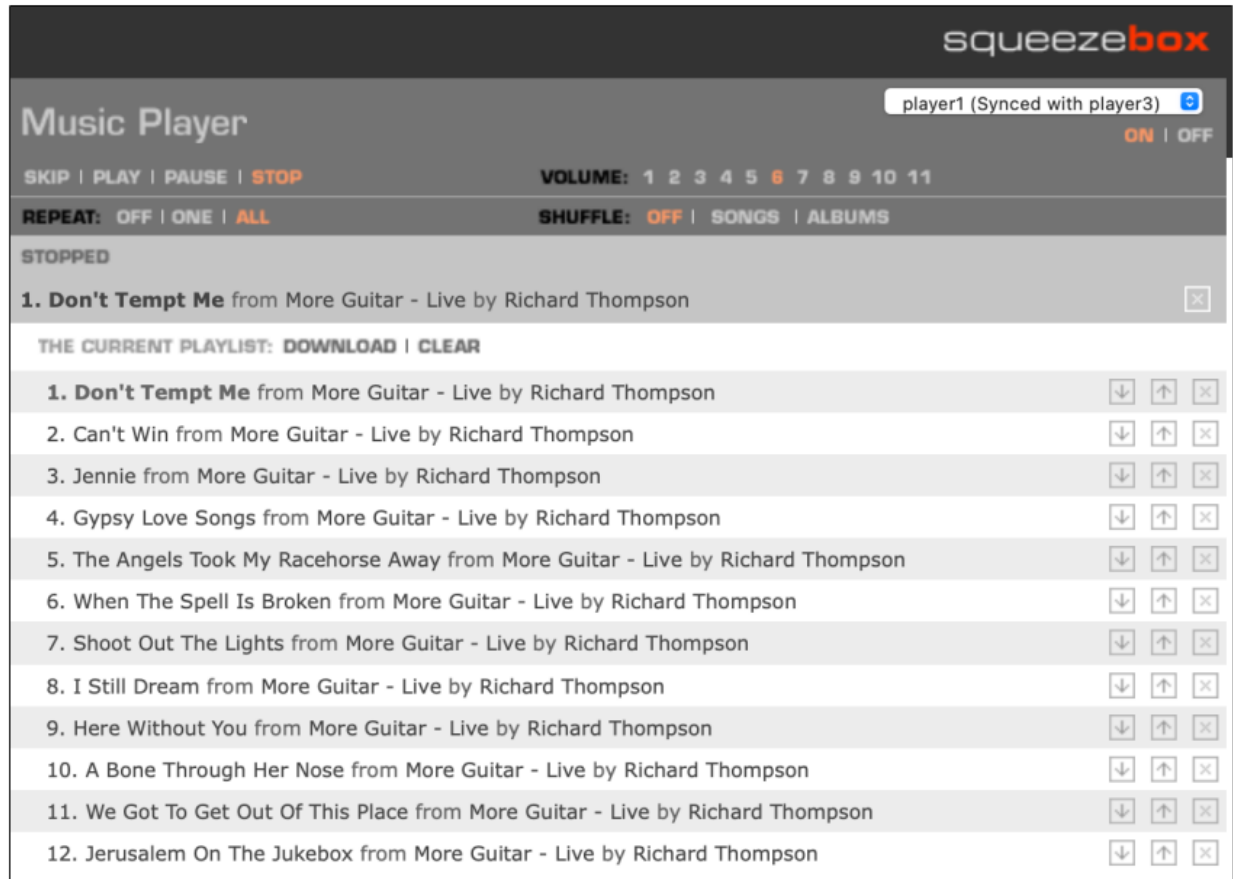 squeezebox
Music Player
player1 (Synced with player3)
ON | OFF
SKIP | PLAY | PAUSE | STOP
VOLUME: 1 2 3 4 5 6 7 8 9 10 11
REPEAT: OFF | ONE | ALL
SHUFFLE: OFF | SONGS | ALBUMS
STOPPED
1. Don't Tempt Me from More Guitar - Live by Richard Thompson
THE CURRENT PLAYLIST: DOWNLOAD | CLEAR
1. Don't Tempt Me from More Guitar - Live by Richard Thompson
2. Can't Win from More Guitar - Live by Richard Thompson
3. Jennie from More Guitar - Live by Richard Thompson
4. Gypsy Love Songs from More Guitar - Live by Richard Thompson
5. The Angels Took My Racehorse Away from More Guitar - Live by Richard Thompson
6. When The Spell Is Broken from More Guitar - Live by Richard Thompson
7. Shoot Out The Lights from More Guitar - Live by Richard Thompson
8. I Still Dream from More Guitar - Live by Richard Thompson
9. Here Without You from More Guitar - Live by Richard Thompson
10. A Bone Through Her Nose from More Guitar - Live by Richard Thompson
11. We Got To Get Out Of This Place from More Guitar - Live by Richard Thompson
12. Jerusalem On The Jukebox from More Guitar - Live by Richard Thompson